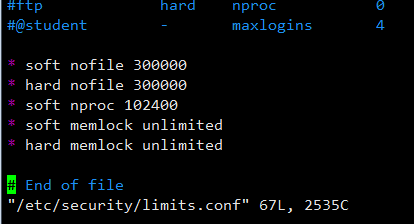 #ftp hard nproc 0
#@student - maxlogins 4
* soft nofile 300000
* hard nofile 300000
* soft nproc 102400
* soft memlock unlimited
* hard memlock unlimited
# End of file
"/etc/security/limits.conf" 67L, 2535C